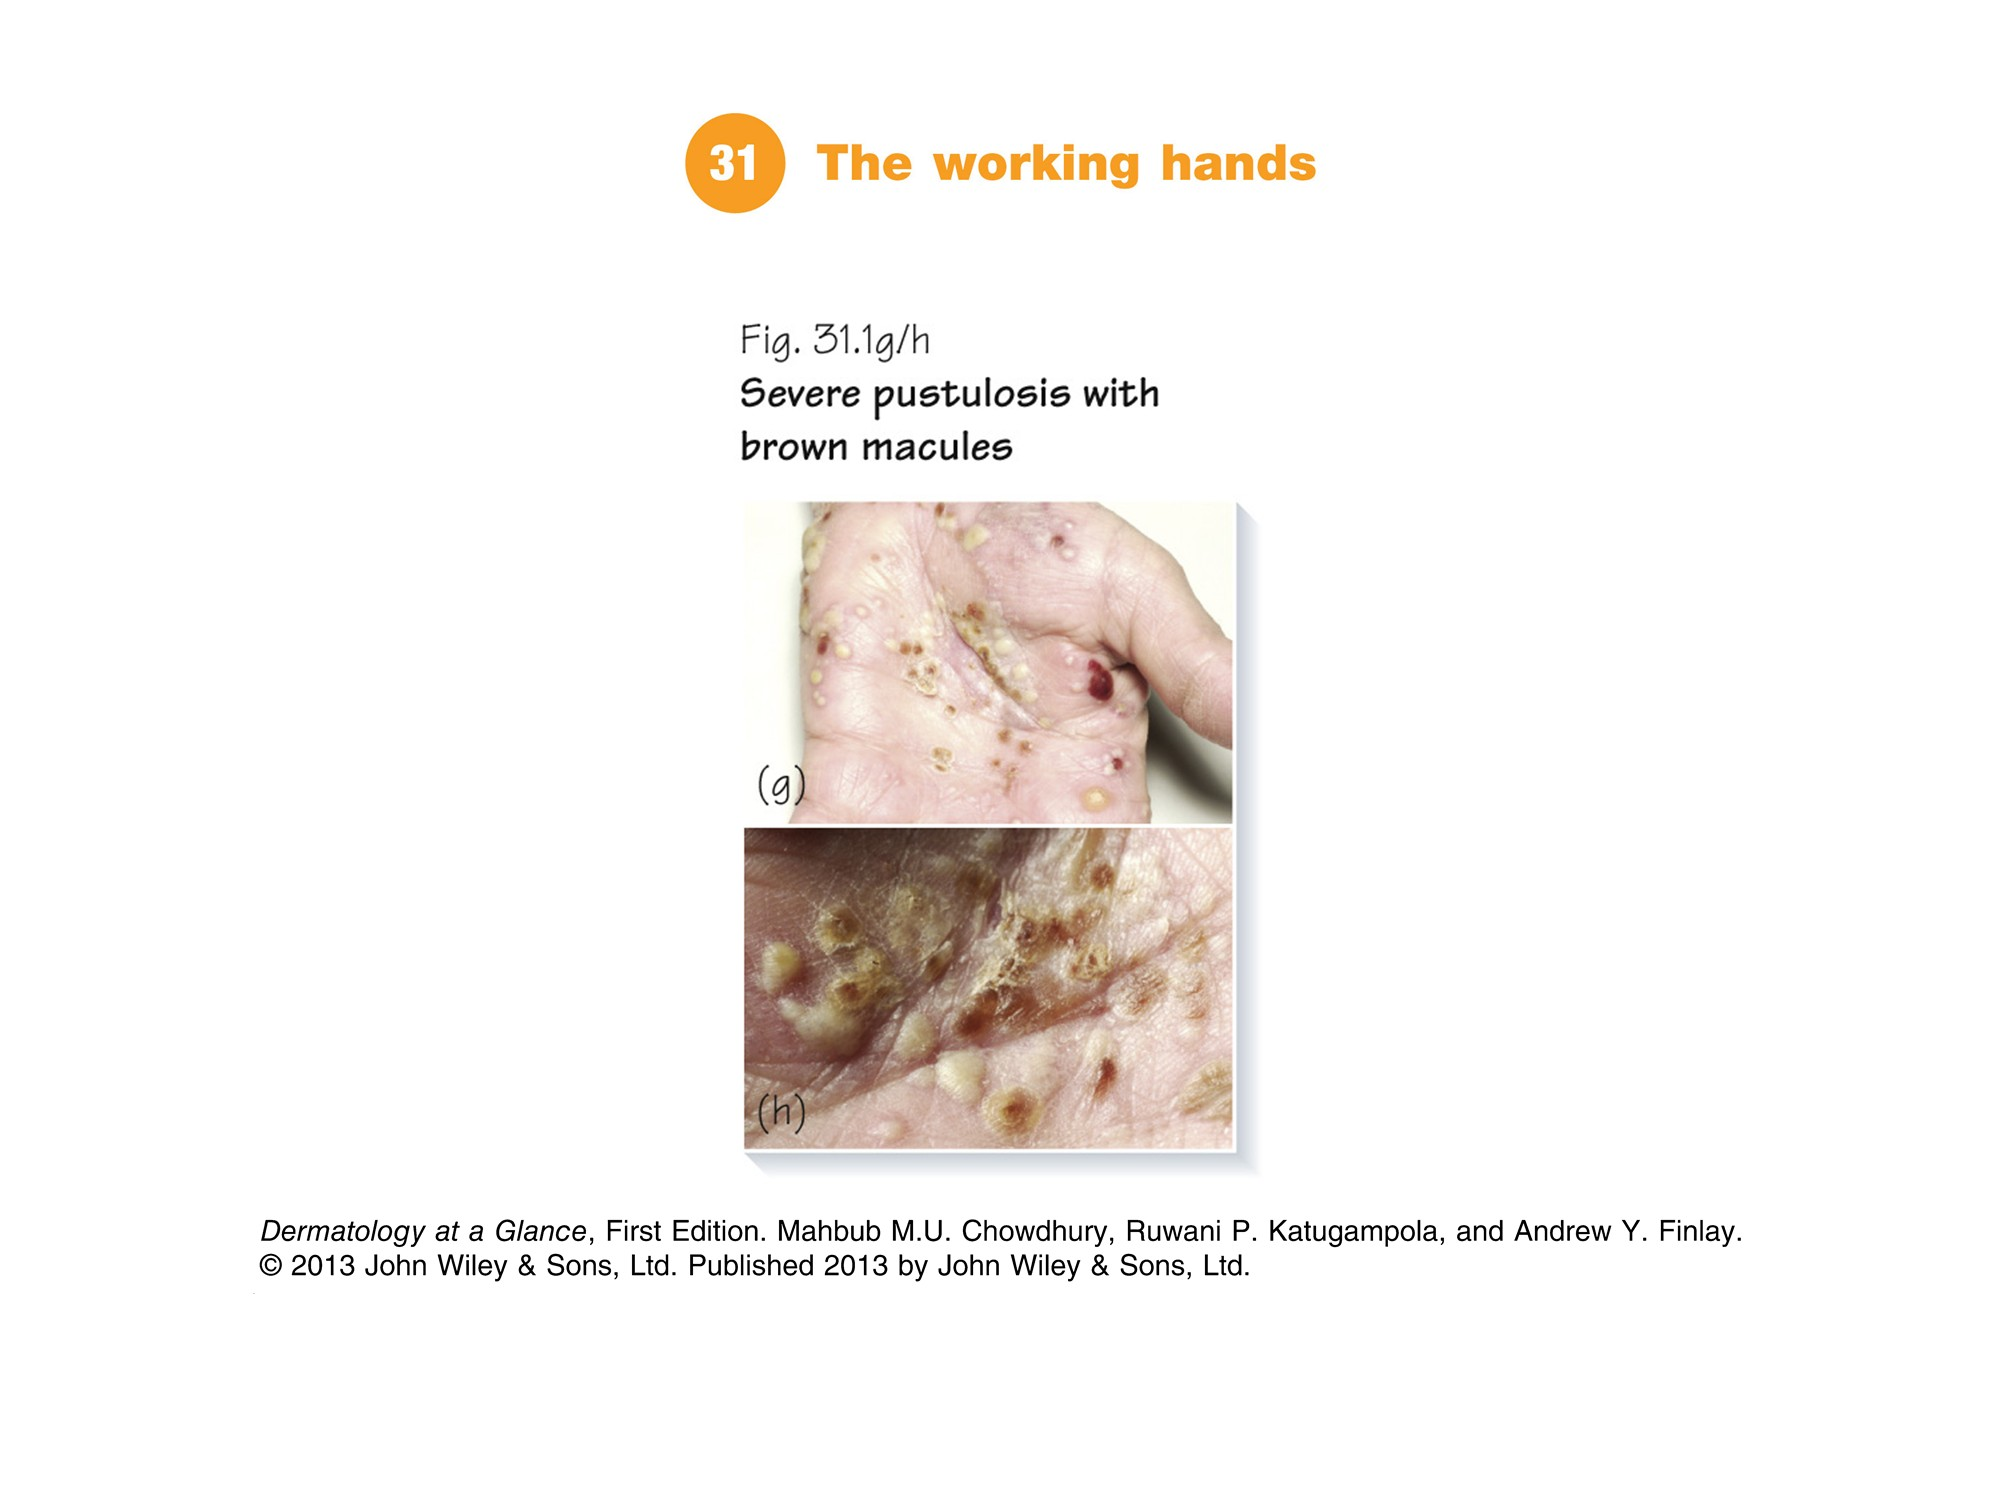 31 The working hands
Fig. 31.1g/h
Severe pustulosis with
brown macules
(g)
(h)
Dermatology at a Glance, First Edition. Mahbub M.U. Chowdhury, Ruwani P. Katugampola, and Andrew Y. Finlay.
© 2013 John Wiley & Sons, Ltd. Published 2013 by John Wiley & Sons, Ltd.